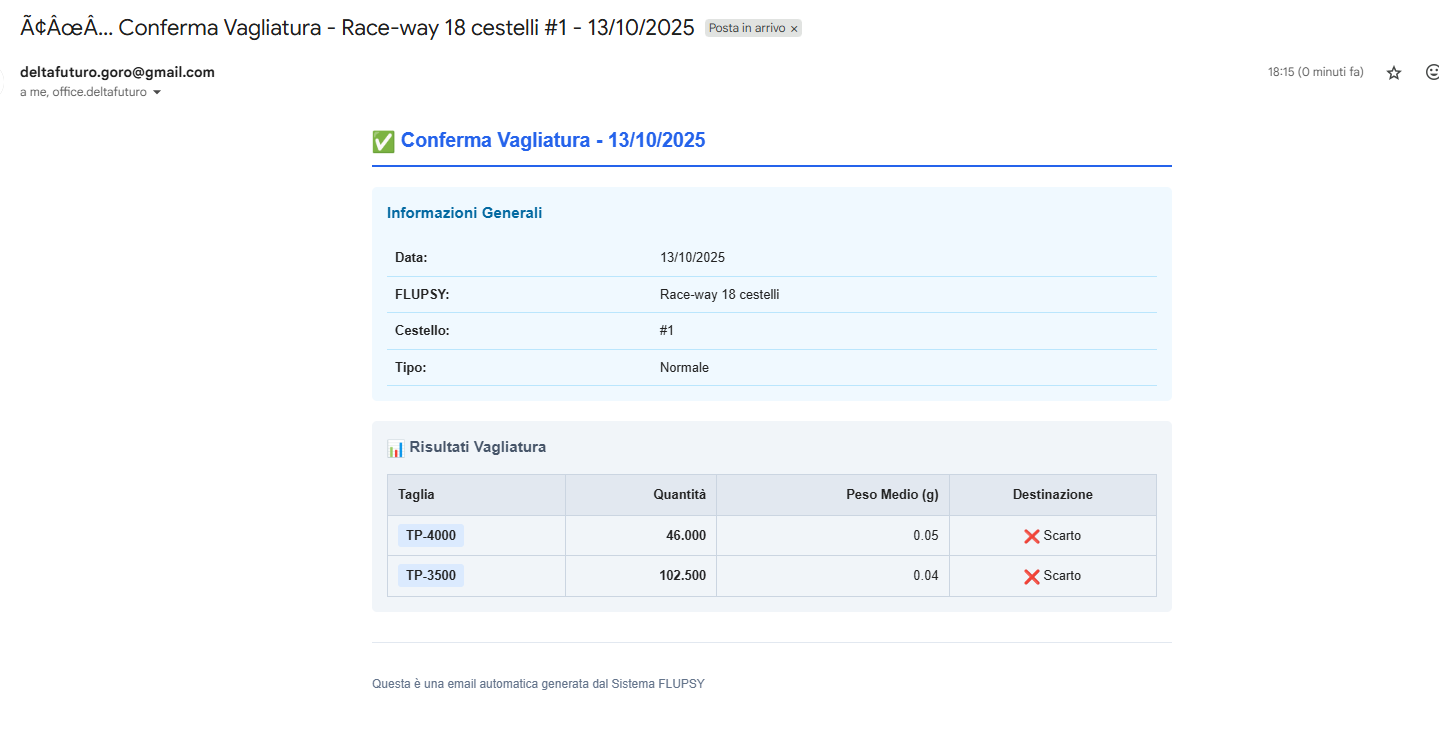 Ã¢ÂœÂ… Conferma Vagliatura - Race-way 18 cestelli #1 - 13/10/2025 Posta in arrivo ×
deltafuturo.goro@gmail.com 18:15 (0 minuti fa)
a me, office.deltafuturo
✅ Conferma Vagliatura - 13/10/2025
Informazioni Generali
Data: 13/10/2025
FLUPSY: Race-way 18 cestelli
Cestello: #1
Tipo: Normale
📊 Risultati Vagliatura
Taglia Quantità Peso Medio (g) Destinazione
TP-4000 46.000 0.05 ❌ Scarto
TP-3500 102.500 0.04 ❌ Scarto
Questa è una email automatica generata dal Sistema FLUPSY